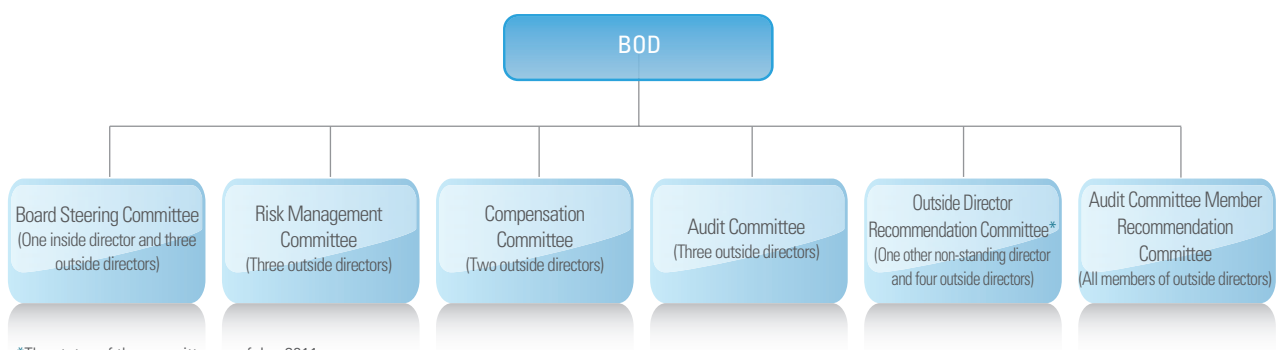 BOD
Board Steering Committee
(One inside director and three
outside directors)
Risk Management
Committee
(Three outside directors)
Compensation
Committee
(Two outside directors)
Audit Committee
(Three outside directors)
Outside Director
Recommendation Committee*
(One other non-standing director
and four outside directors)
Audit Committee Member
Recommendation
Committee
(All members of outside directors)